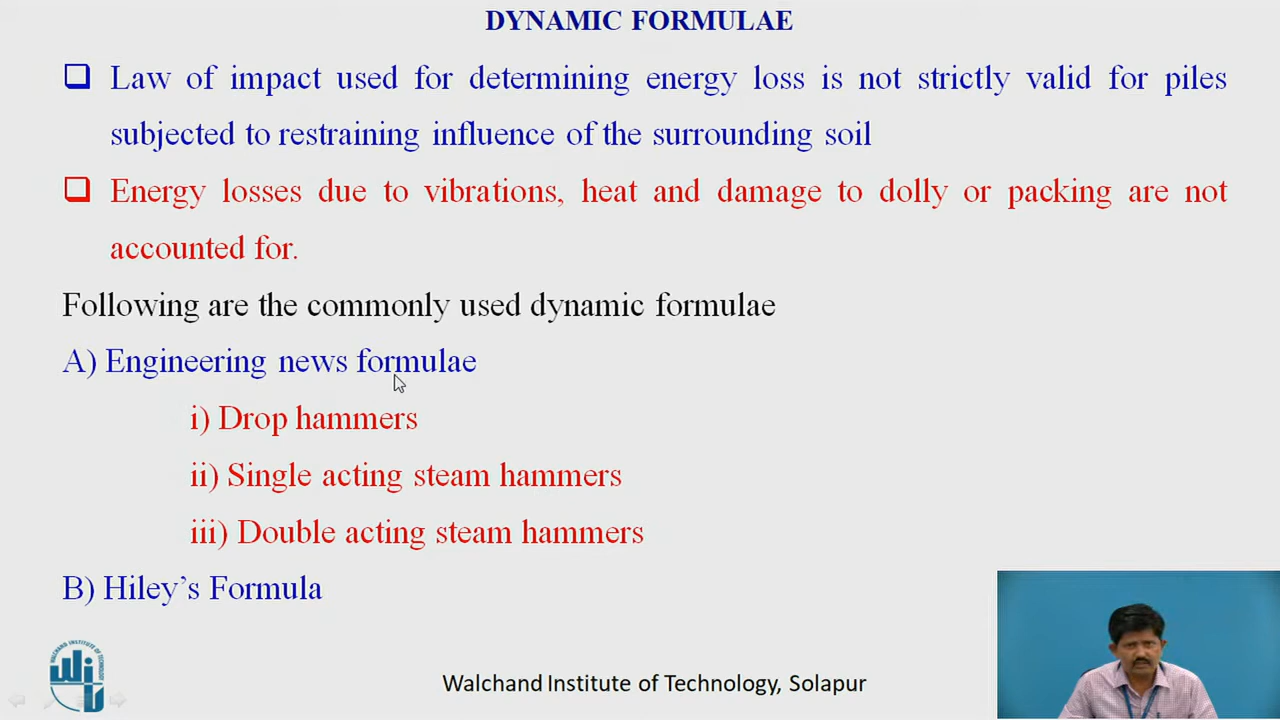 DYNAMIC FORMULAE
Law of impact used for determining energy loss is not strictly valid for piles
subjected to restraining influence of the surrounding soil
Energy losses due to vibrations, heat and damage to dolly or packing are not
accounted for.
Following are the commonly used dynamic formulae
A) Engineering news formulae
i) Drop hammers
ii) Single acting steam hammers
iii) Double acting steam hammers
B) Hiley’s Formula
Walchand Institute of Technology, Solapur